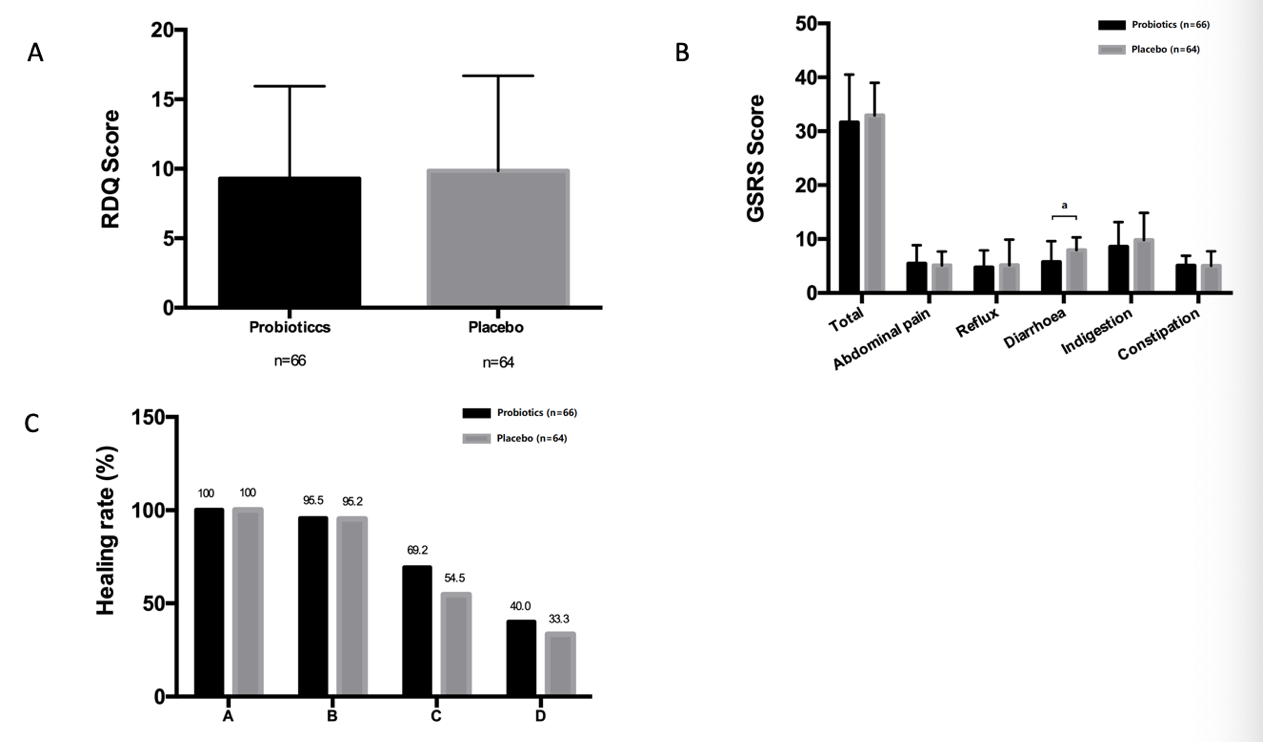 A
RDQ Score
20
15
10
5
0
Probioticcs
Placebo
n=66
n=64
B
GSRS Score
50
40
30
20
10
0
Probiotics (n=66)
Placebo (n=64)
a
Total
Abdominal pain
Reflux
Diarrhoea
Indigestion
Constipation
C
Healing rate (%)
150
100
50
0
Probiotics (n=66)
Placebo (n=64)
100
100
95.5
95.2
69.2
54.5
40.0
33.3
A
B
C
D